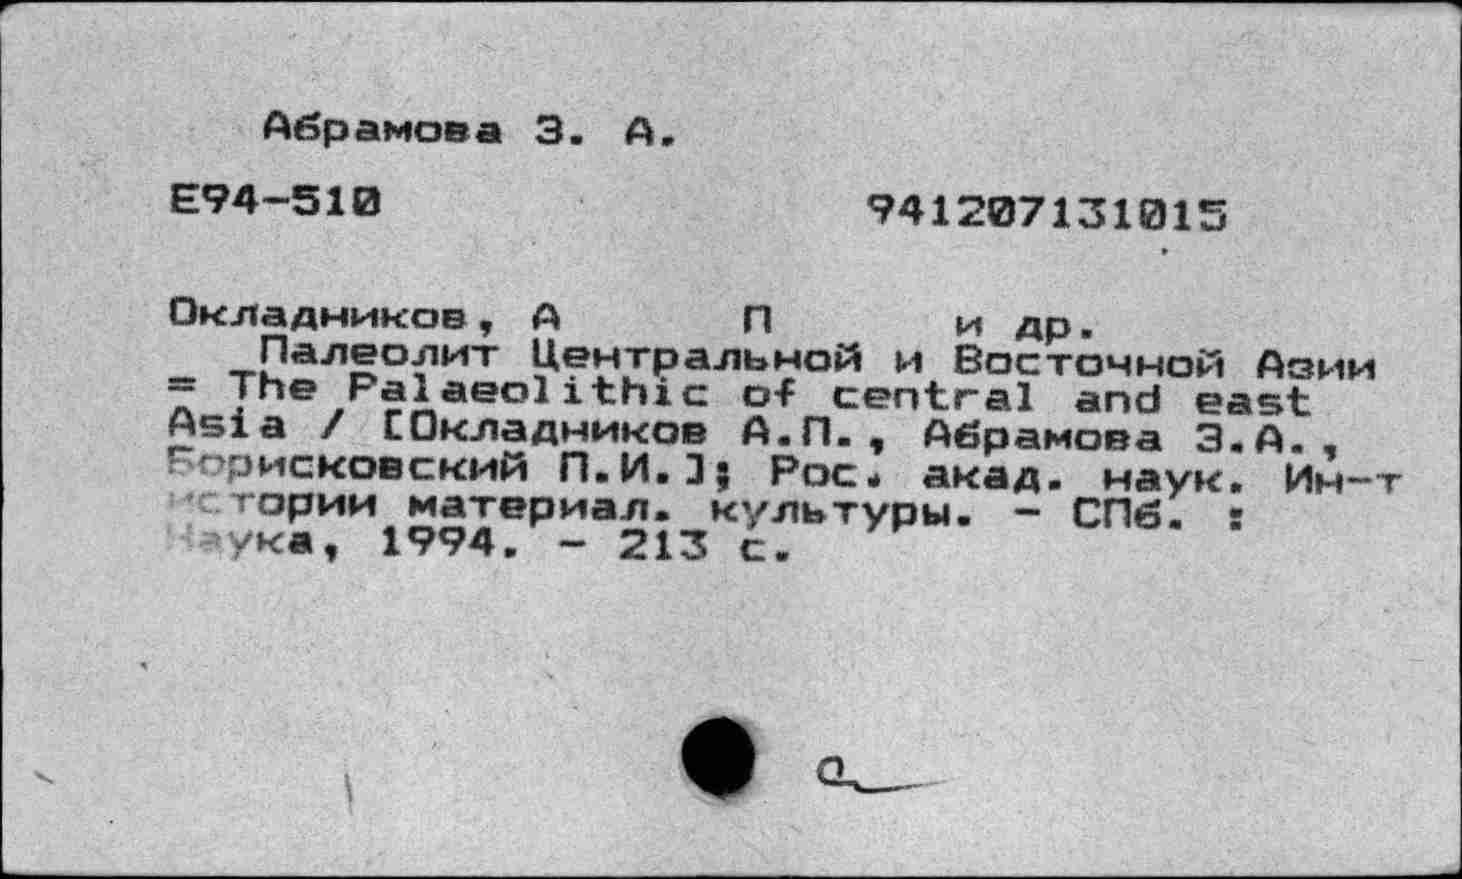 Абрамова З. А.
E94-510
941207131015
Окладников, А П и др.
Палеолит Центральной и Восточной Азии
= The Palaeolithic of central and east
Asia / [Окладников А.П., Абрамова З.А.,
Борисковский П.И.]; Рос. акад. наук. Ин-т
истории материал. культуры. - СПб. :
Наука, 1994. - 213 с.